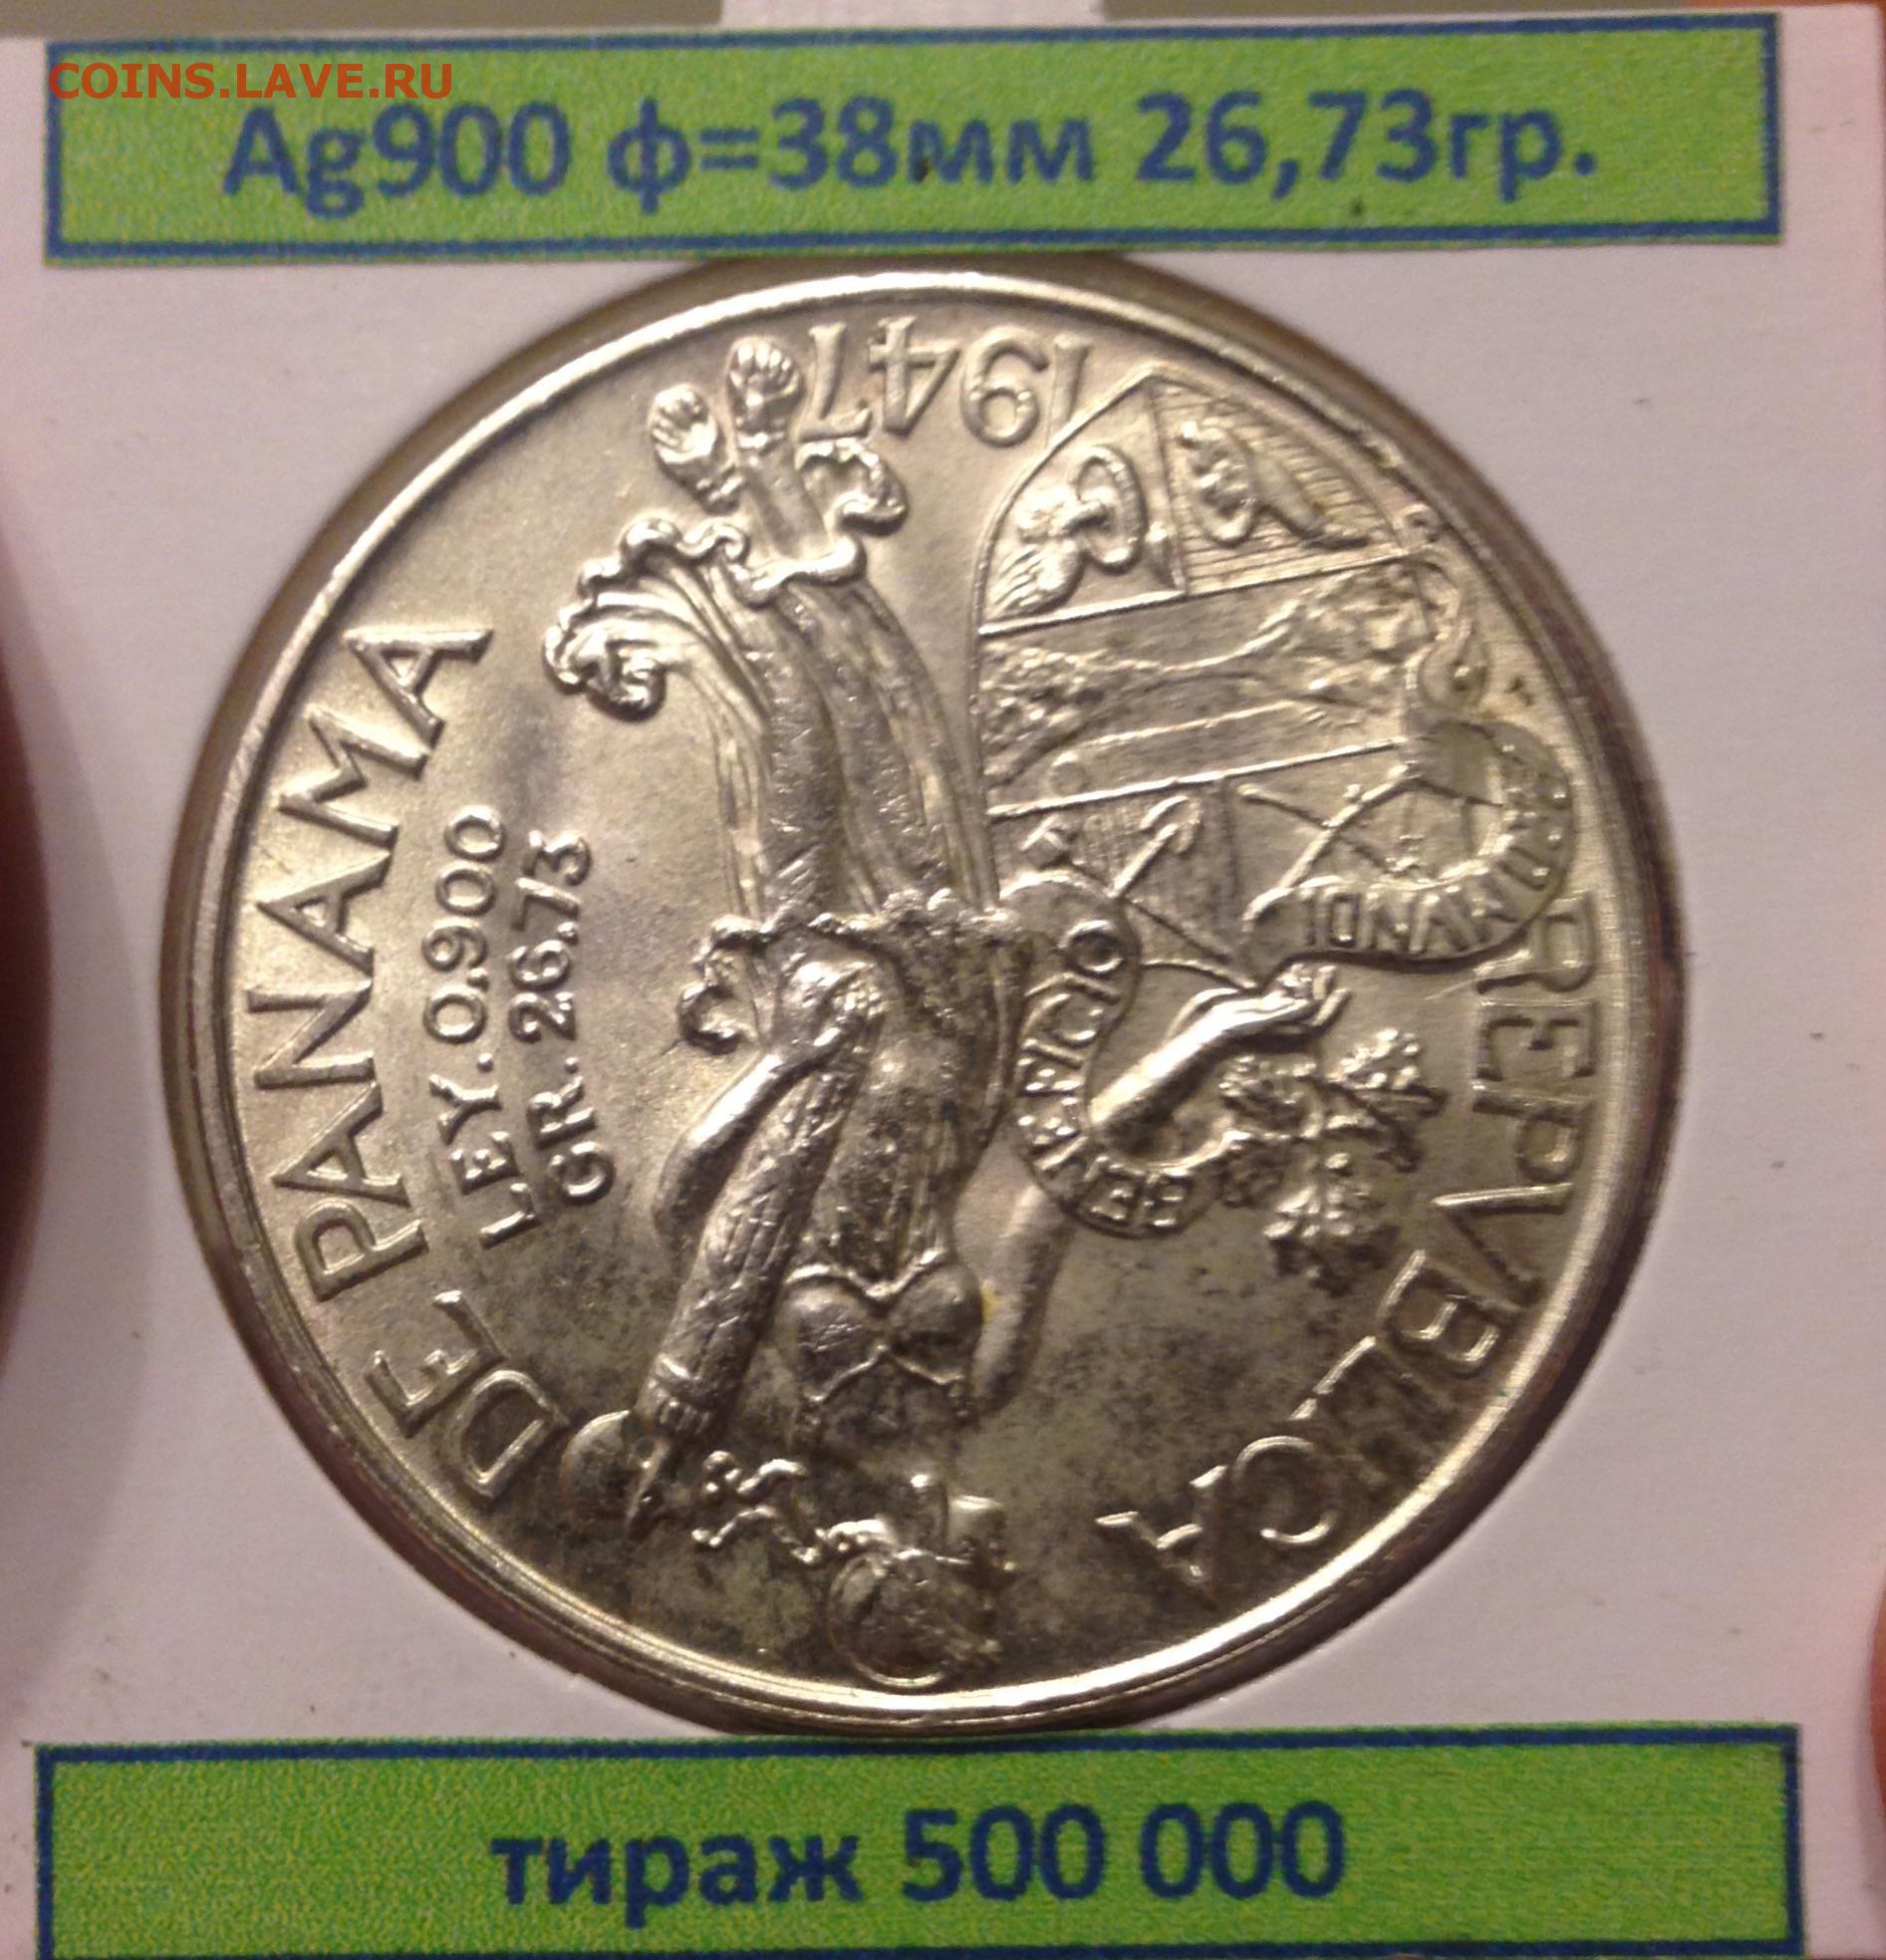 COINS.LAVE.RU
Ag900 ф=38мм 26,73гр.
1947
REPVBLICA
DE PANAMA
LEY. 0.900
GR. 26.73
MVNDI
BENEFICIO
тираж 500 000